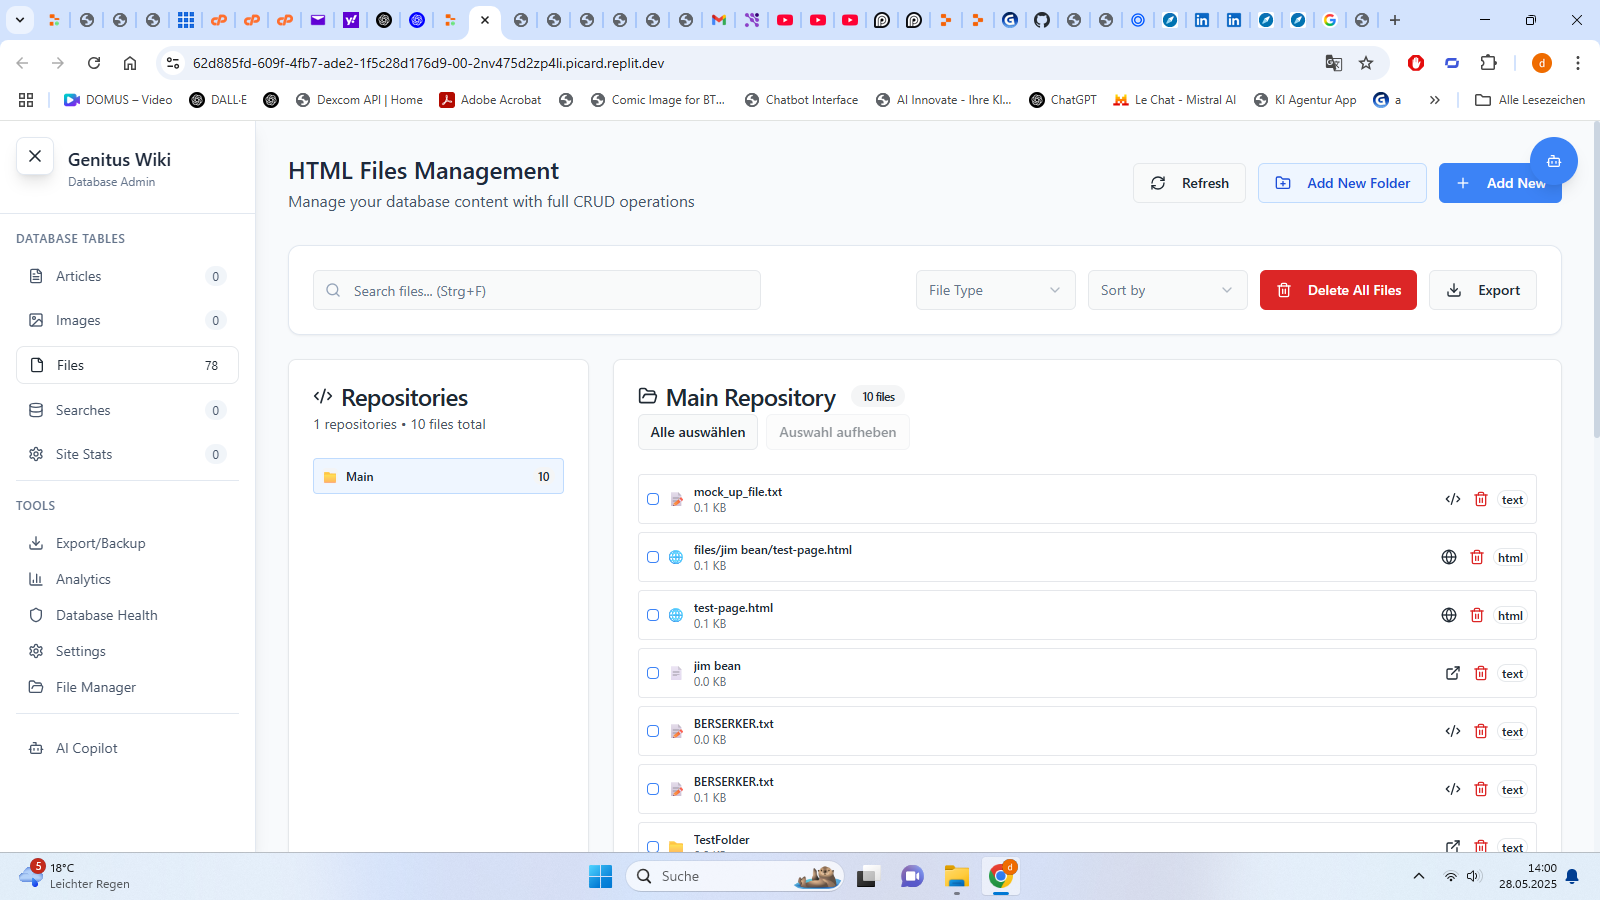 62d885fd-609f-4fb7-ade2-1f5c28d176d9-00-2nv475d2zp4li.picard.replit.dev
DOMUS – Video
DALL·E
Dexcom API | Home
Adobe Acrobat
Comic Image for BT...
Chatbot Interface
AI Innovate - Ihre KI...
ChatGPT
Le Chat - Mistral AI
KI Agentur App
a
Alle Lesezeichen
Genitus Wiki
Database Admin
DATABASE TABLES
Articles 0
Images 0
Files 78
Searches 0
Site Stats 0
TOOLS
Export/Backup
Analytics
Database Health
Settings
File Manager
AI Copilot
HTML Files Management
Manage your database content with full CRUD operations
Refresh
Add New Folder
Add New
Search files... (Strg+F)
File Type
Sort by
Delete All Files
Export
Repositories
1 repositories • 10 files total
Main 10
Main Repository 10 files
Alle auswählen
Auswahl aufheben
mock_up_file.txt
0.1 KB
text
files/jim bean/test-page.html
0.1 KB
html
test-page.html
0.1 KB
html
jim bean
0.0 KB
text
BERSERKER.txt
0.0 KB
text
BERSERKER.txt
0.1 KB
text
TestFolder
text
5
18°C
Leichter Regen
Suche
14:00
28.05.2025